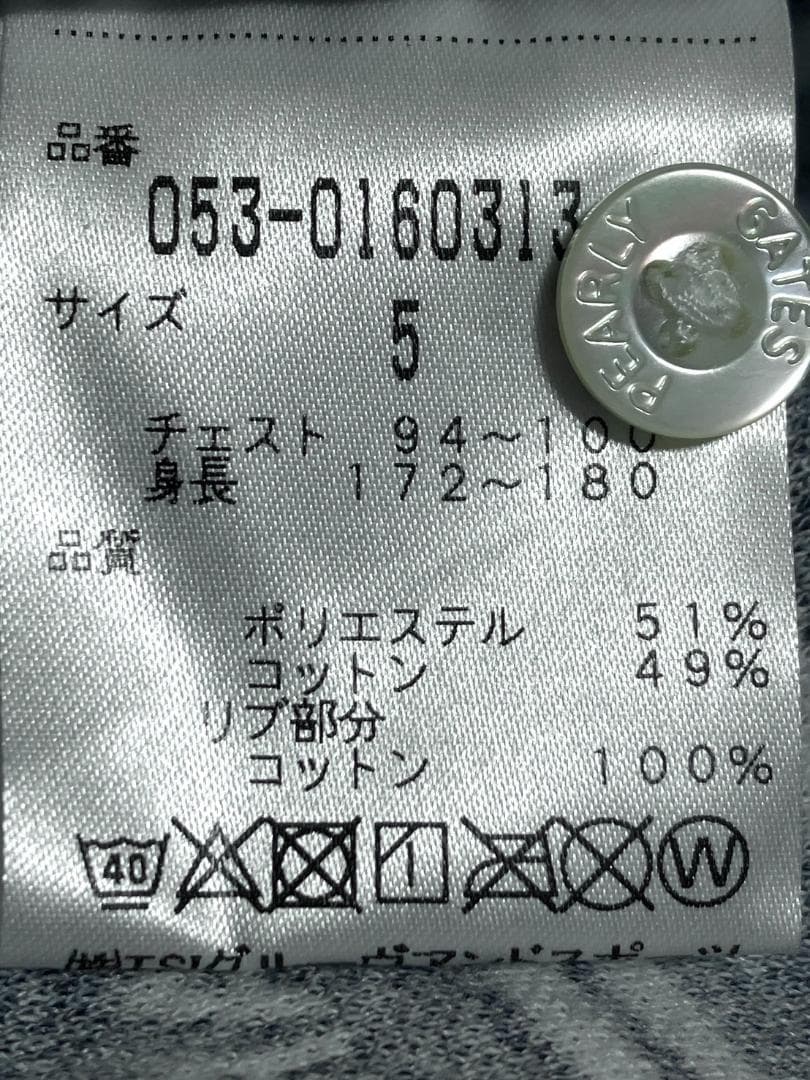 品番
053-0160313
PEARLY GATES
サイズ
5
チェスト 94～100
身長 172～180
品質
ポリエステル 51%
コットン 49%
リブ部分
コットン 100%
40
W